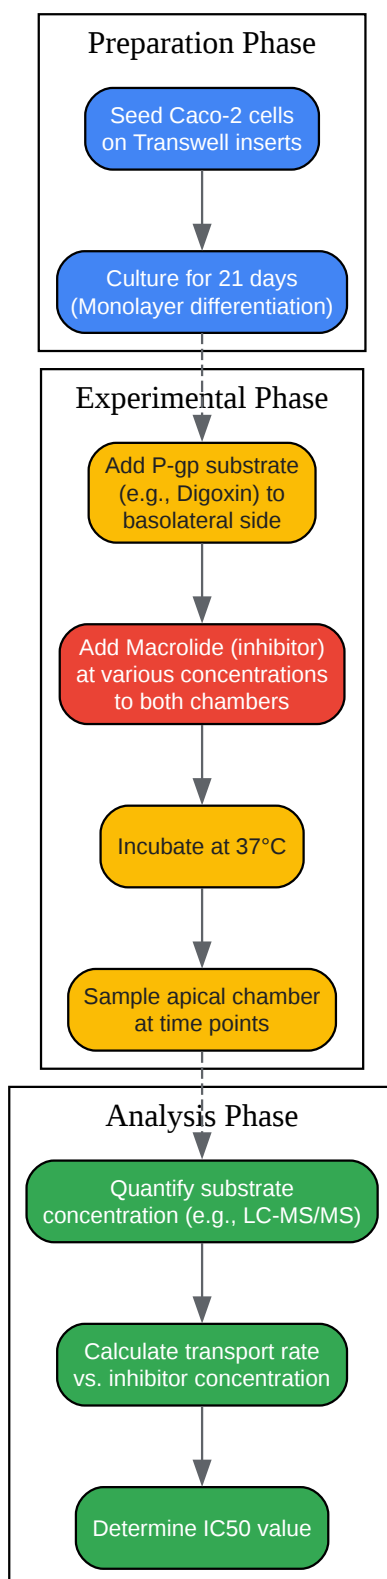 Preparation Phase
Seed Caco-2 cells
on Transwell inserts
Culture for 21 days
(Monolayer differentiation)
Experimental Phase
Add P-gp substrate
(e.g., Digoxin) to
basolateral side
Add Macrolide (inhibitor)
at various concentrations
to both chambers
Incubate at 37°C
Sample apical chamber
at time points
Analysis Phase
Quantify substrate
concentration (e.g., LC-MS/MS)
Calculate transport rate
vs. inhibitor concentration
Determine IC50 value